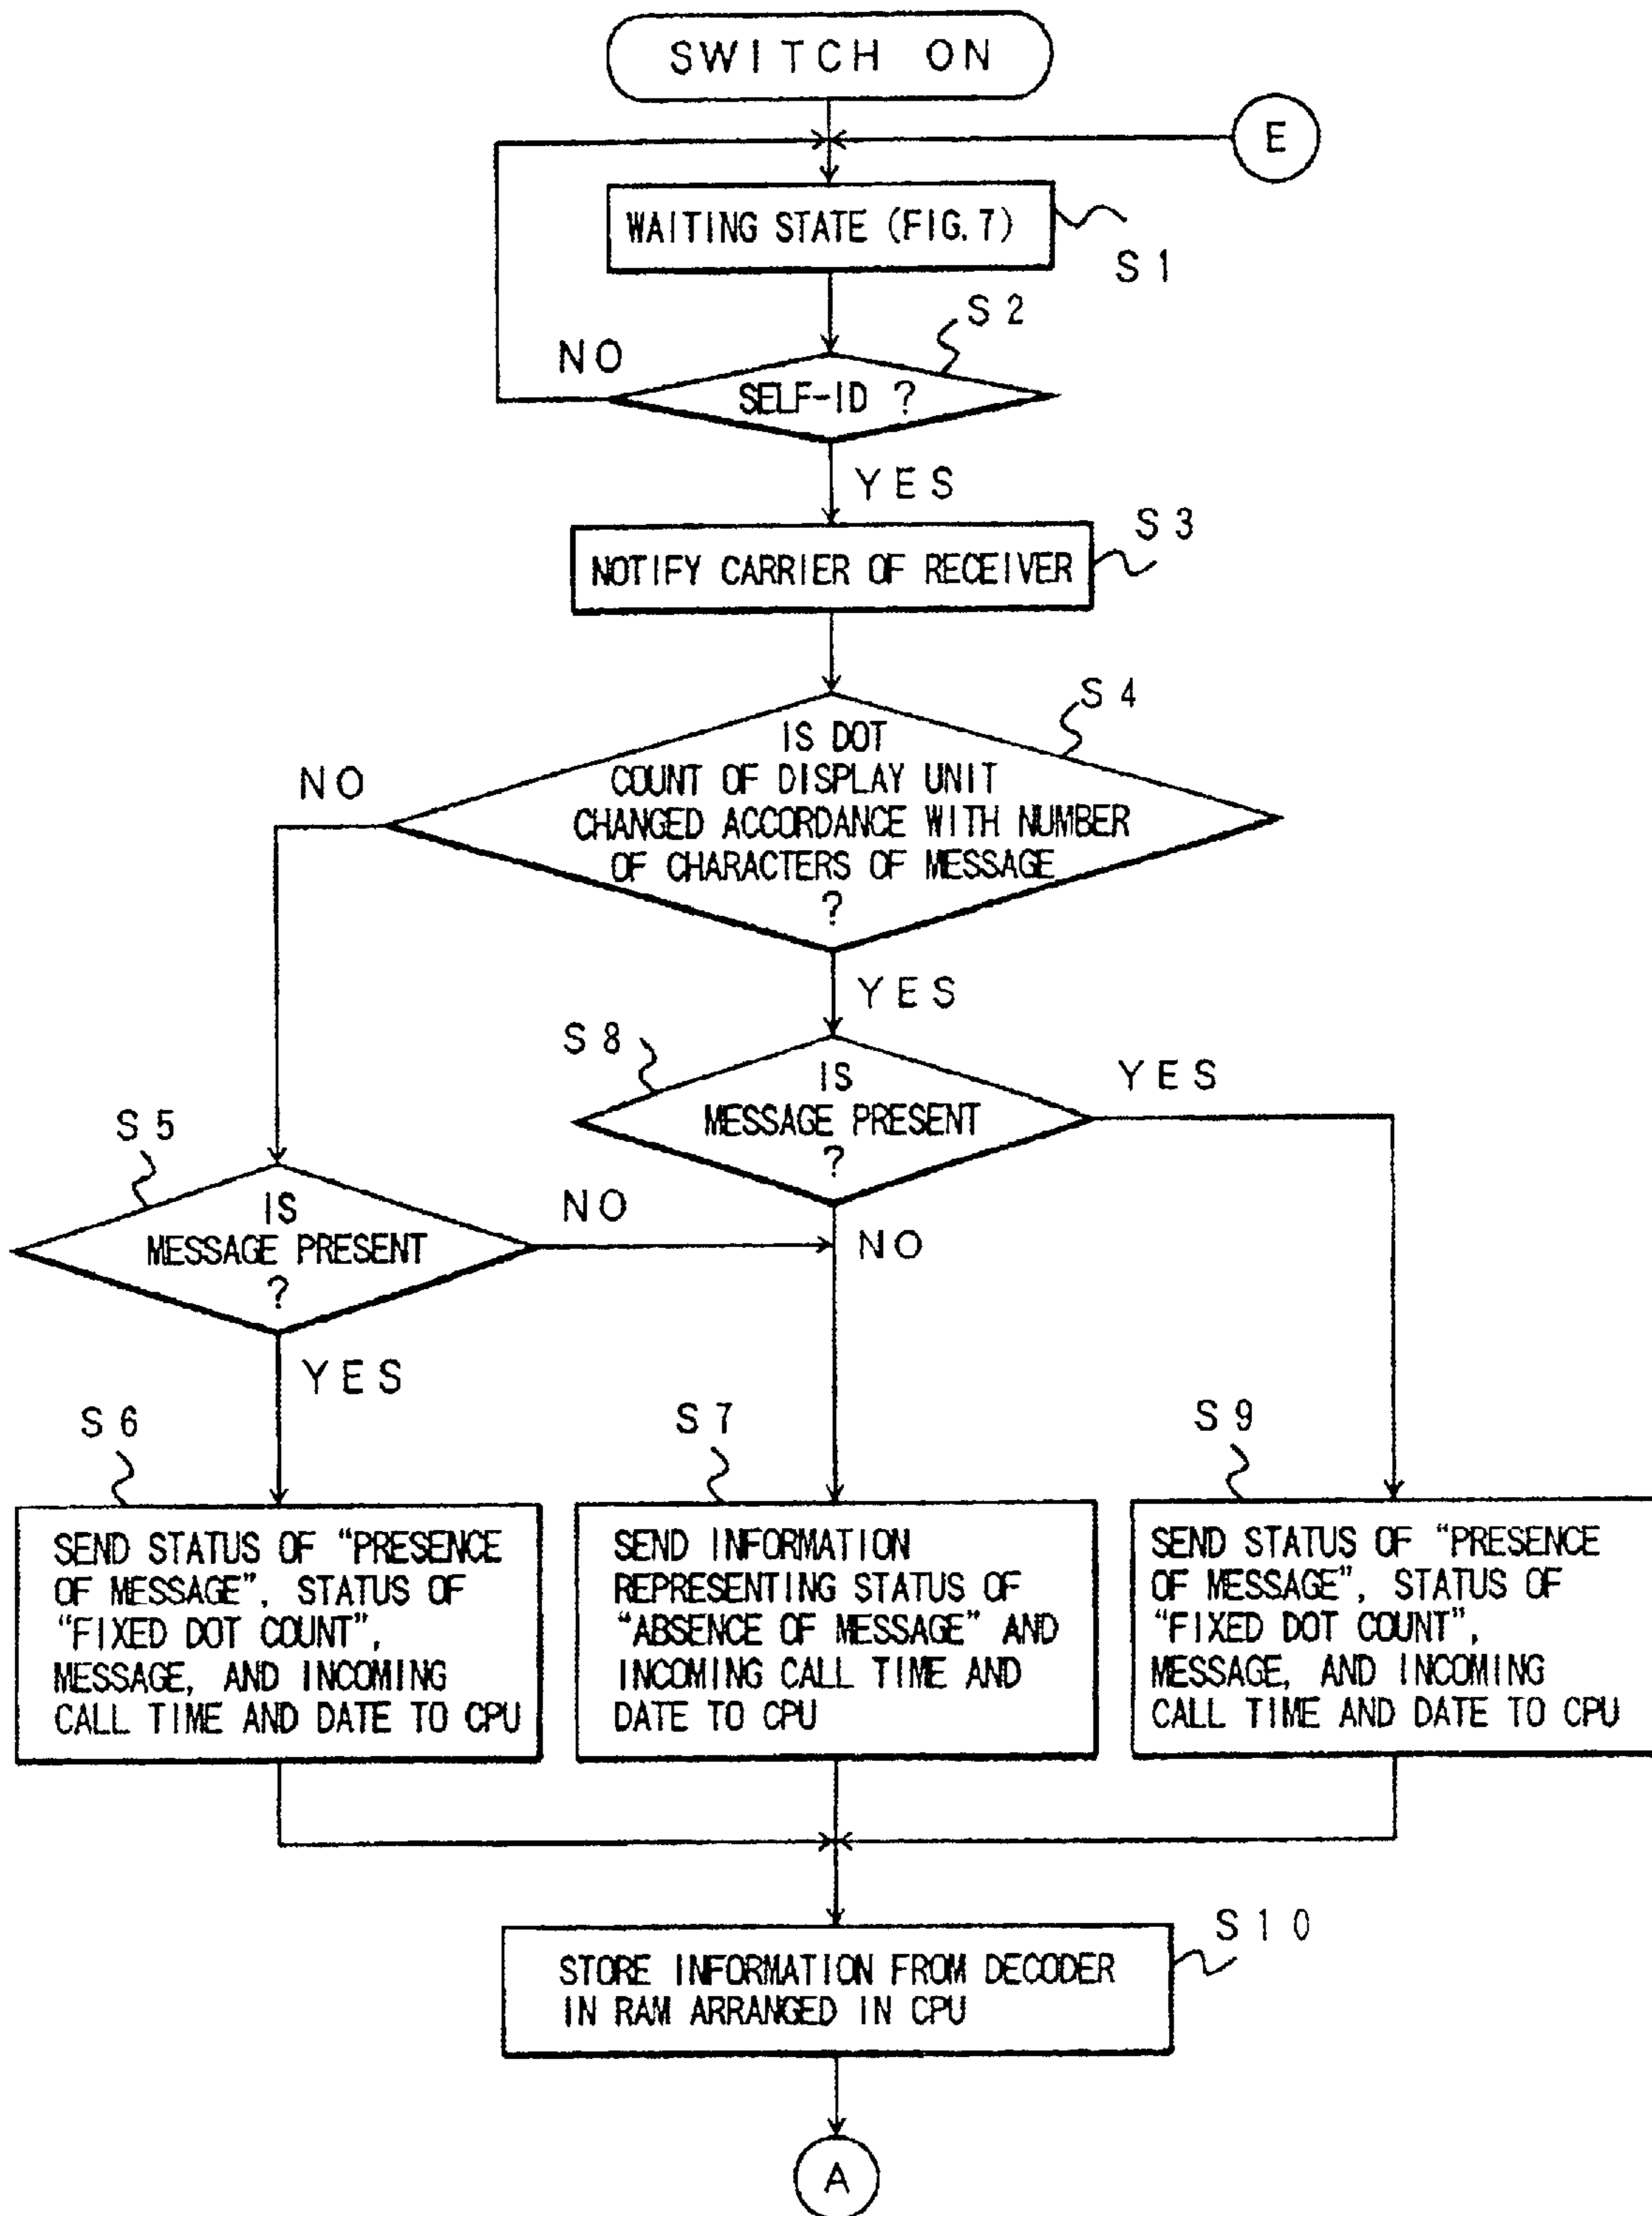 SWITCH ON
E
WAITING STATE (FIG. 7)
S1
S2
NO
SELF-ID ?
YES
S3
NOTIFY CARRIER OF RECEIVER
S4
IS DOT
COUNT OF DISPLAY UNIT
CHANGED ACCORDANCE WITH NUMBER
OF CHARACTERS OF MESSAGE
?
NO
YES
S8
IS
MESSAGE PRESENT
?
YES
S5
IS
MESSAGE PRESENT
?
NO
NO
YES
S6
SEND STATUS OF “PRESENCE
OF MESSAGE”, STATUS OF
“FIXED DOT COUNT”,
MESSAGE, AND INCOMING
CALL TIME AND DATE TO CPU
S7
SEND INFORMATION
REPRESENTING STATUS OF
“ABSENCE OF MESSAGE” AND
INCOMING CALL TIME AND
DATE TO CPU
S9
SEND STATUS OF “PRESENCE
OF MESSAGE”, STATUS OF
“FIXED DOT COUNT”,
MESSAGE, AND INCOMING
CALL TIME AND DATE TO CPU
S10
STORE INFORMATION FROM DECODER
IN RAM ARRANGED IN CPU
A